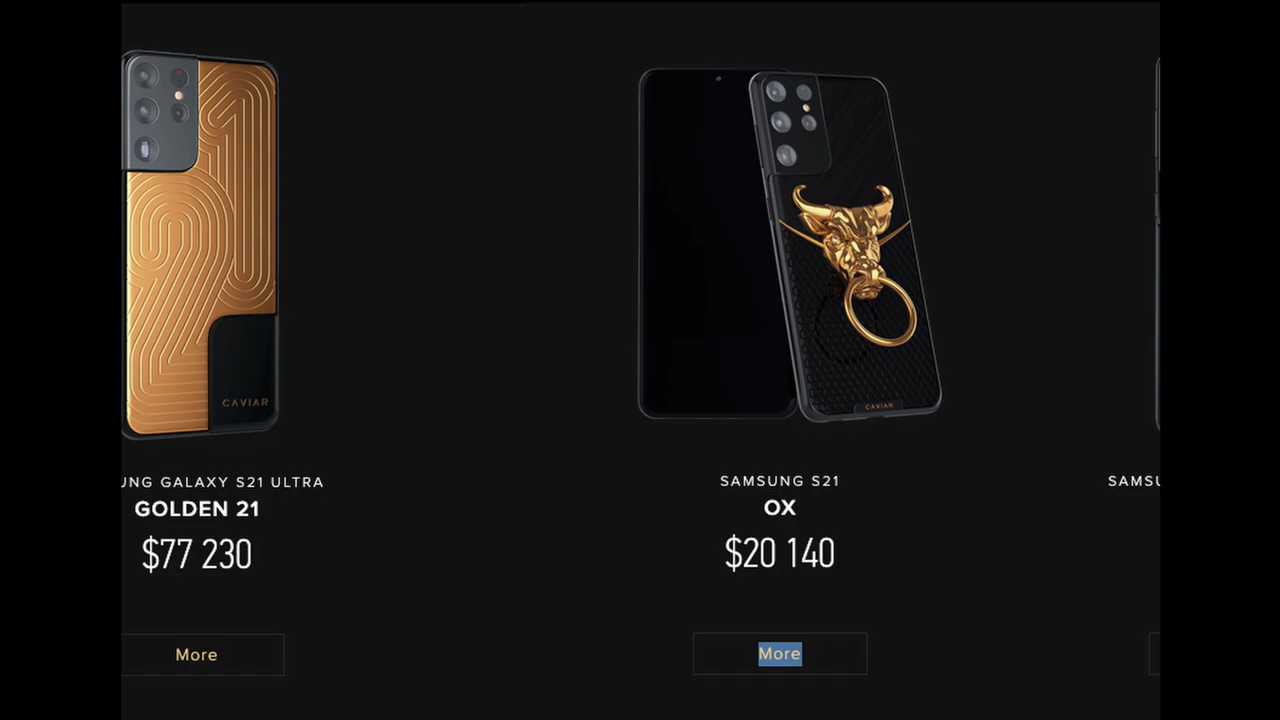 CAVIAR
UNG GALAXY S21 ULTRA
GOLDEN 21
$77 230
More
CAVIAR
SAMSUNG S21
OX
$20 140
More
SAMSU